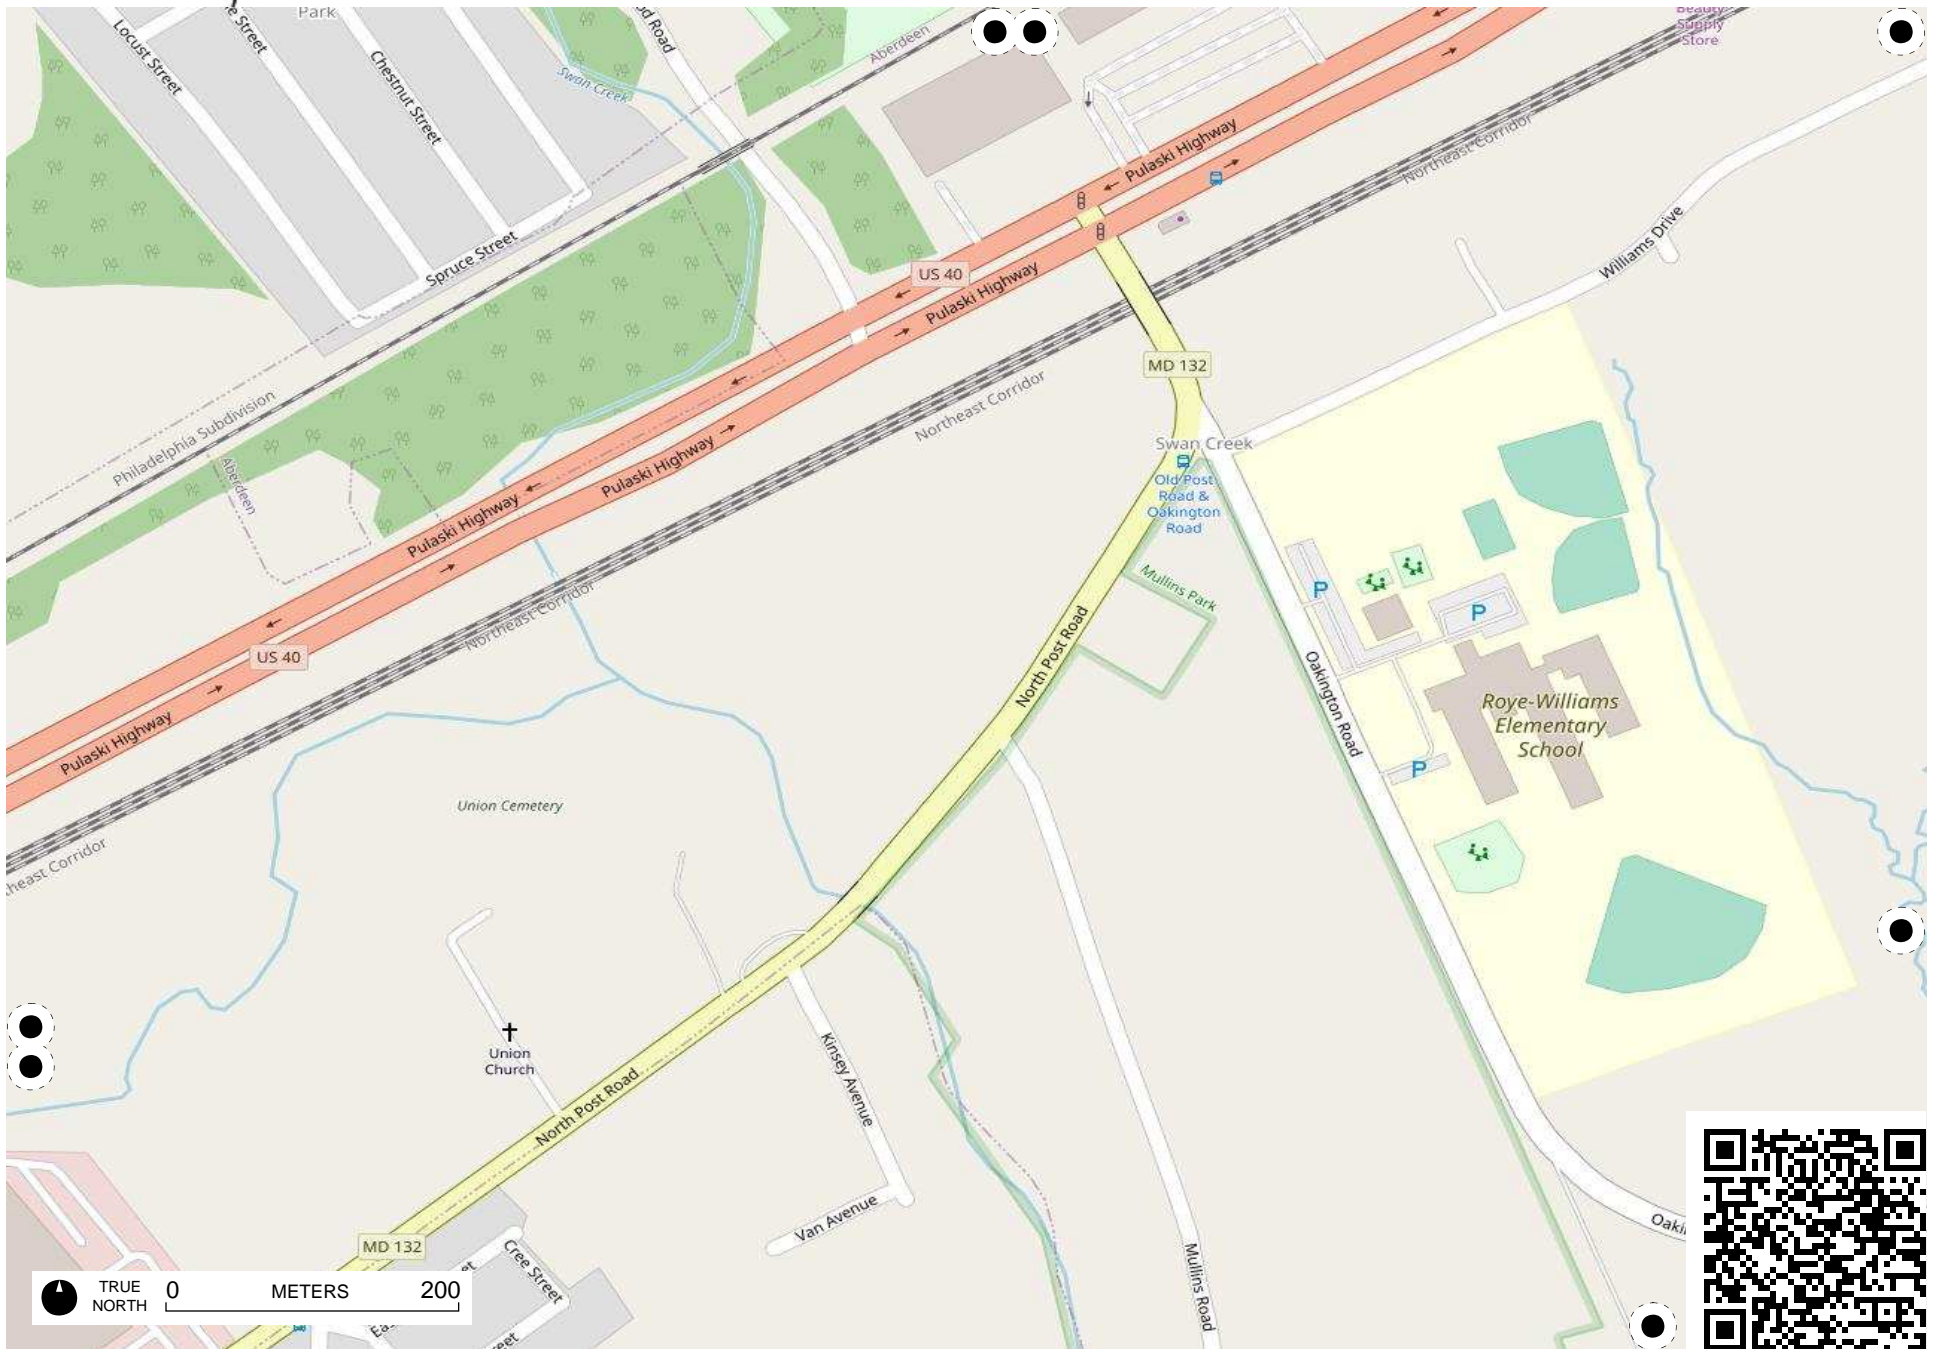 Park
Locust Street
Chestnut Street
Swan Creek
Aberdeen
Beauty
Supply
Store
Pulaski Highway
Northeast Corridor
Spruce Street
US 40
Pulaski Highway
Williams Drive
MD 132
Northeast Corridor
Philadelphia Subdivision
Aberdeen
Swan Creek
Old Post
Road &
Oakington
Road
Pulaski Highway
Pulaski Highway
Mullins Park
P
P
Northeast Corridor
US 40
North Post Road
Oakington Road
Roye-Williams
Elementary
School
Pulaski Highway
P
Union Cemetery
theast Corridor
Union
Church
Kinsey Avenue
North Post Road
Van Avenue
MD 132
Cree Street
Mullins Road
TRUE
NORTH
0
METERS
200